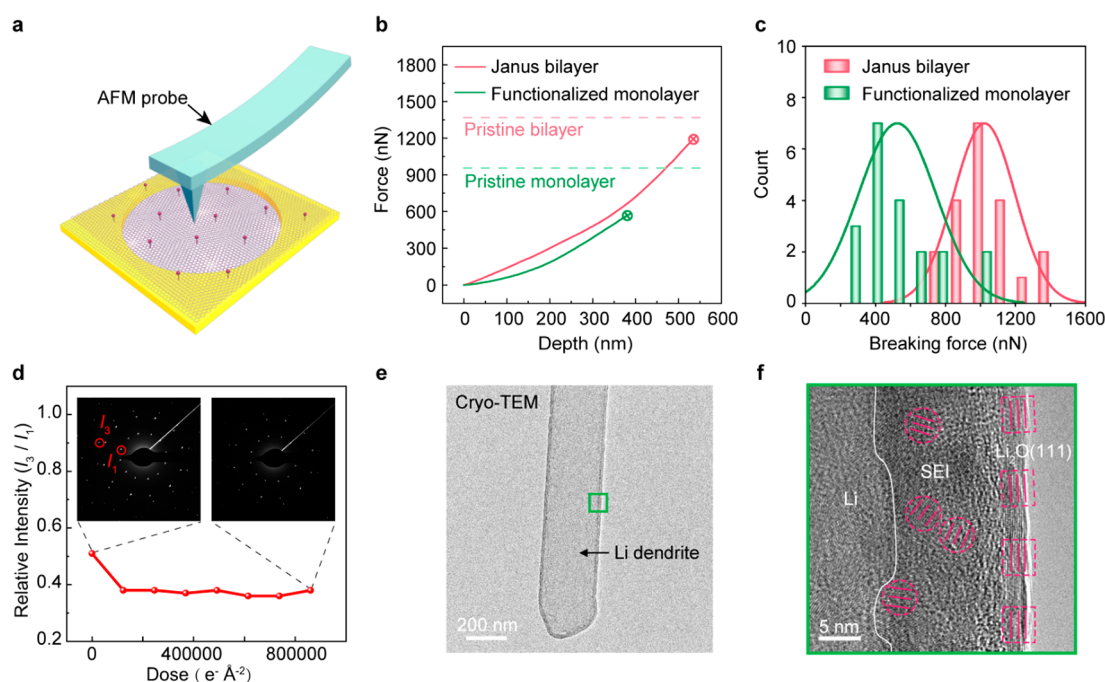 a
AFM probe
b
Force (nN)
1800
1500
1200
900
600
300
0
Janus bilayer
Functionalized monolayer
Pristine bilayer
Pristine monolayer
0 100 200 300 400 500 600
Depth (nm)
c
Count
10
8
6
4
2
0
Janus bilayer
Functionalized monolayer
0 400 800 1200 1600
Breaking force (nN)
d
Relative Intensity (I₃ / I₁)
1.0
0.8
0.6
0.4
0.2
I₃
I₁
0 400000 800000
Dose ( e⁻ Å⁻²)
e
Cryo-TEM
Li dendrite
200 nm
f
Li₂O(111)
SEI
Li
5 nm